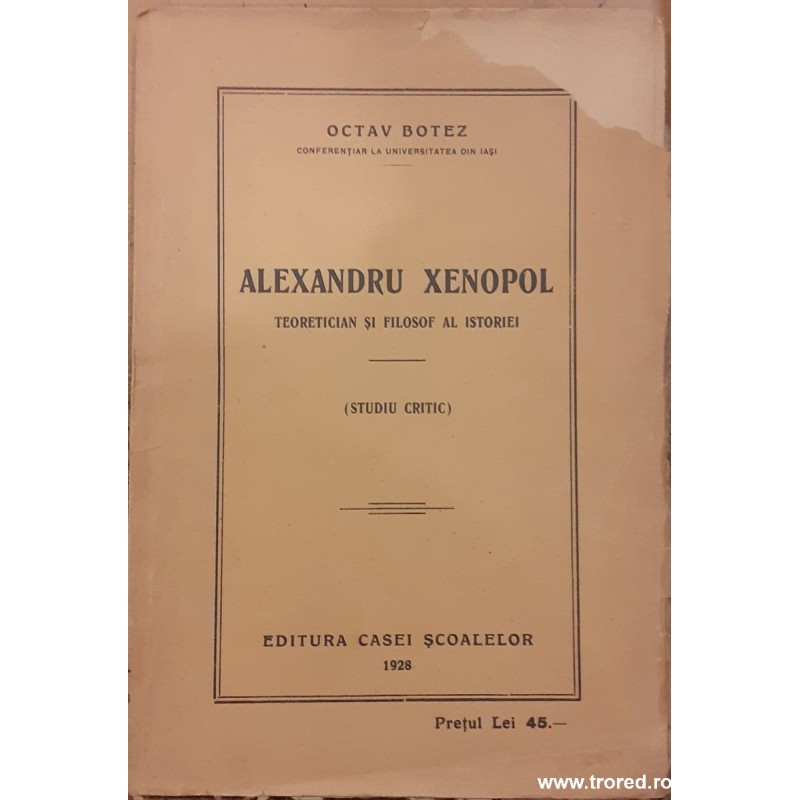 OCTAV BOTEZ
CONFERENȚIAR LA UNIVERSITATEA DIN IAȘI
ALEXANDRU XENOPOL
TEORETICIAN ȘI FILOSOF AL ISTORIEI
(STUDIU CRITIC)
EDITURA CASEI ȘCOALELOR
1928
Prețul Lei 45.—
www.trored.ro